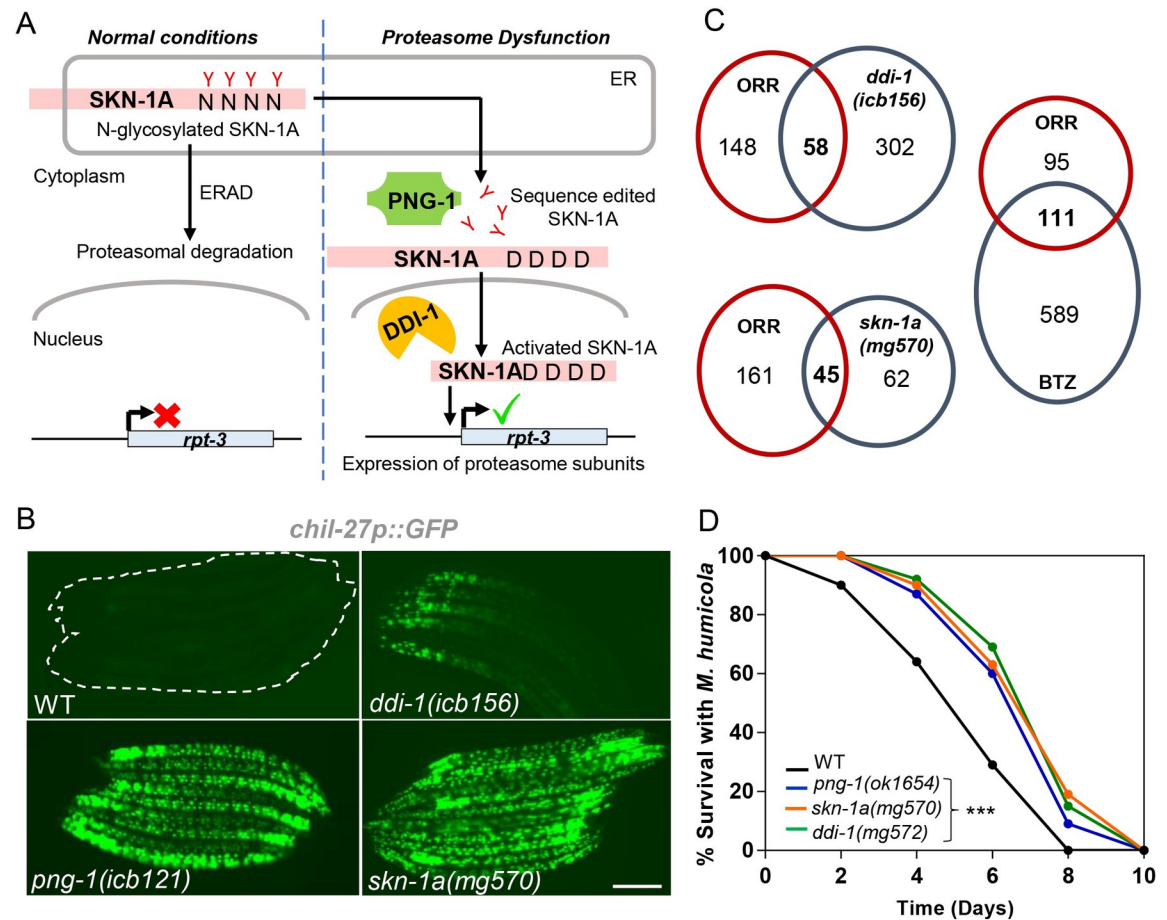 A
Normal conditions
Proteasome Dysfunction
ER
Y Y Y Y
SKN-1A N N N N
N-glycosylated SKN-1A
Cytoplasm
ERAD
Proteasomal degradation
PNG-1
Y Y Y Y
Sequence edited
SKN-1A
SKN-1A D D D D
Nucleus
DDI-1
Activated SKN-1A
SKN-1A D D D D
rpt-3
rpt-3
Expression of proteasome subunits
B
chil-27p::GFP
WT
ddi-1(icb156)
png-1(icb121)
skn-1a(mg570)
C
ORR
ddi-1
(icb156)
148
58
302
ORR
skn-1a
(mg570)
161
45
62
ORR
95
111
589
BTZ
D
% Survival with M. humicola
100
80
60
40
20
0
WT
png-1(ok1654)
skn-1a(mg570)
ddi-1(mg572)
***
0 2 4 6 8 10
Time (Days)